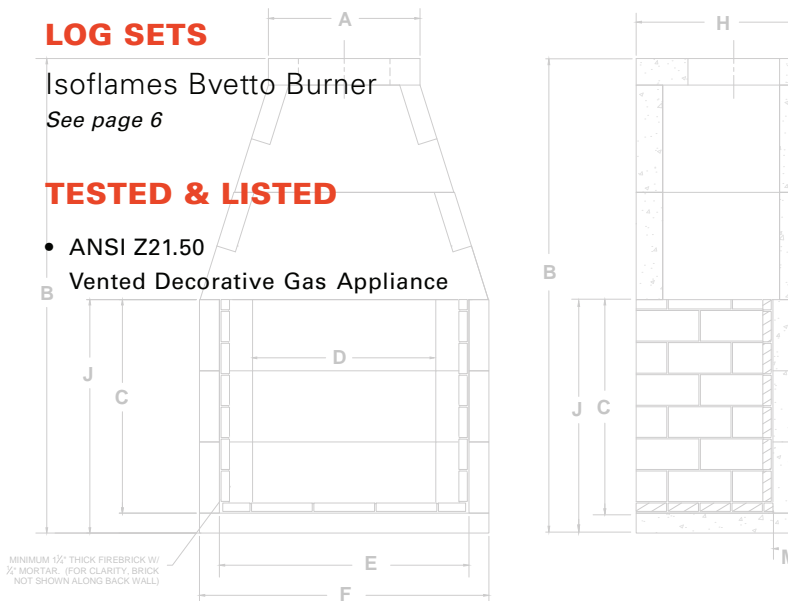 LOG SETS
Isoflames Bvetto Burner
See page 6
TESTED & LISTED
• ANSI Z21.50
Vented Decorative Gas Appliance
A
B
J
C
D
E
F
MINIMUM 1¼" THICK FIREBRICK W/
¼" MORTAR. (FOR CLARITY, BRICK
NOT SHOWN ALONG BACK WALL)
H
B
J
C
M